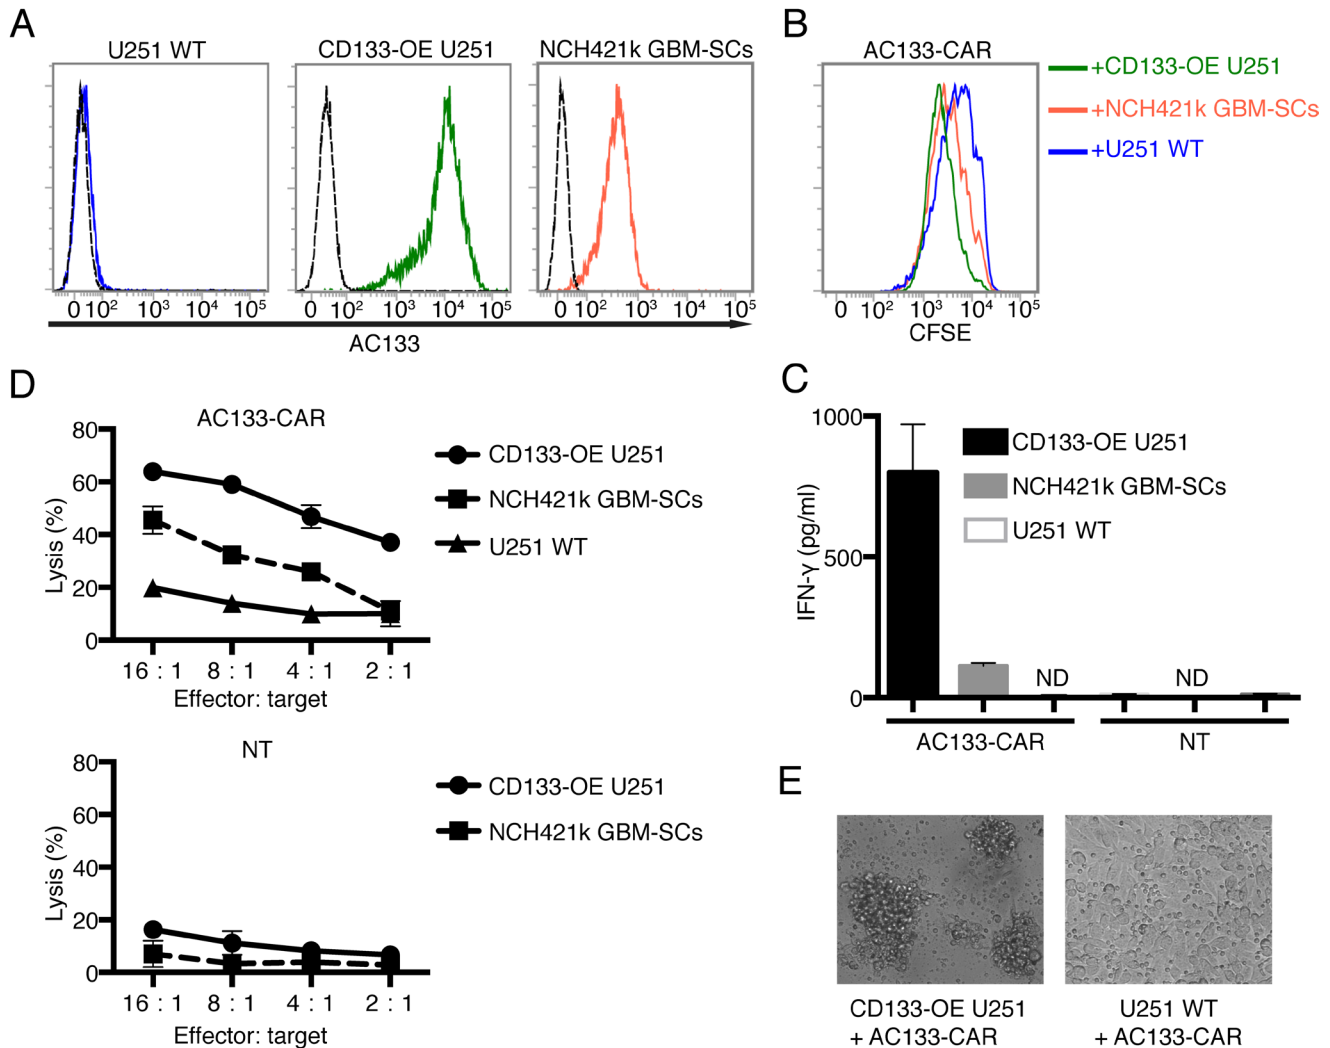 A
U251 WT
CD133-OE U251
NCH421k GBM-SCs
0 10² 10³ 10⁴ 10⁵
0 10² 10³ 10⁴ 10⁵
0 10² 10³ 10⁴ 10⁵
AC133
B
AC133-CAR
+CD133-OE U251
+NCH421k GBM-SCs
+U251 WT
0 10² 10³ 10⁴ 10⁵
CFSE
C
1000
500
0
IFN-γ (pg/ml)
CD133-OE U251
NCH421k GBM-SCs
U251 WT
ND
ND
AC133-CAR
NT
D
AC133-CAR
80
60
40
20
0
Lysis (%)
16 : 1
8 : 1
4 : 1
2 : 1
Effector: target
CD133-OE U251
NCH421k GBM-SCs
U251 WT
NT
80
60
40
20
0
Lysis (%)
16 : 1
8 : 1
4 : 1
2 : 1
Effector: target
CD133-OE U251
NCH421k GBM-SCs
E
CD133-OE U251
+ AC133-CAR
U251 WT
+ AC133-CAR